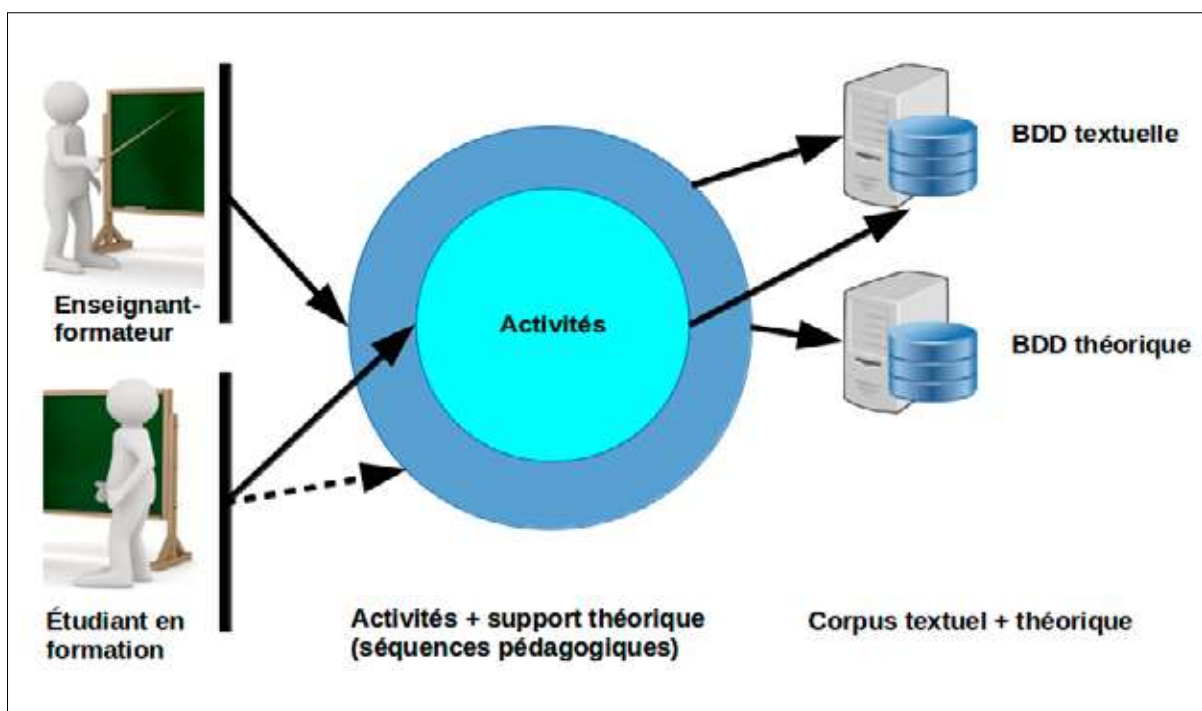 Enseignant-
formateur
Étudiant en
formation
Activités
Activités + support théorique
(séquences pédagogiques)
BDD textuelle
BDD théorique
Corpus textuel + théorique